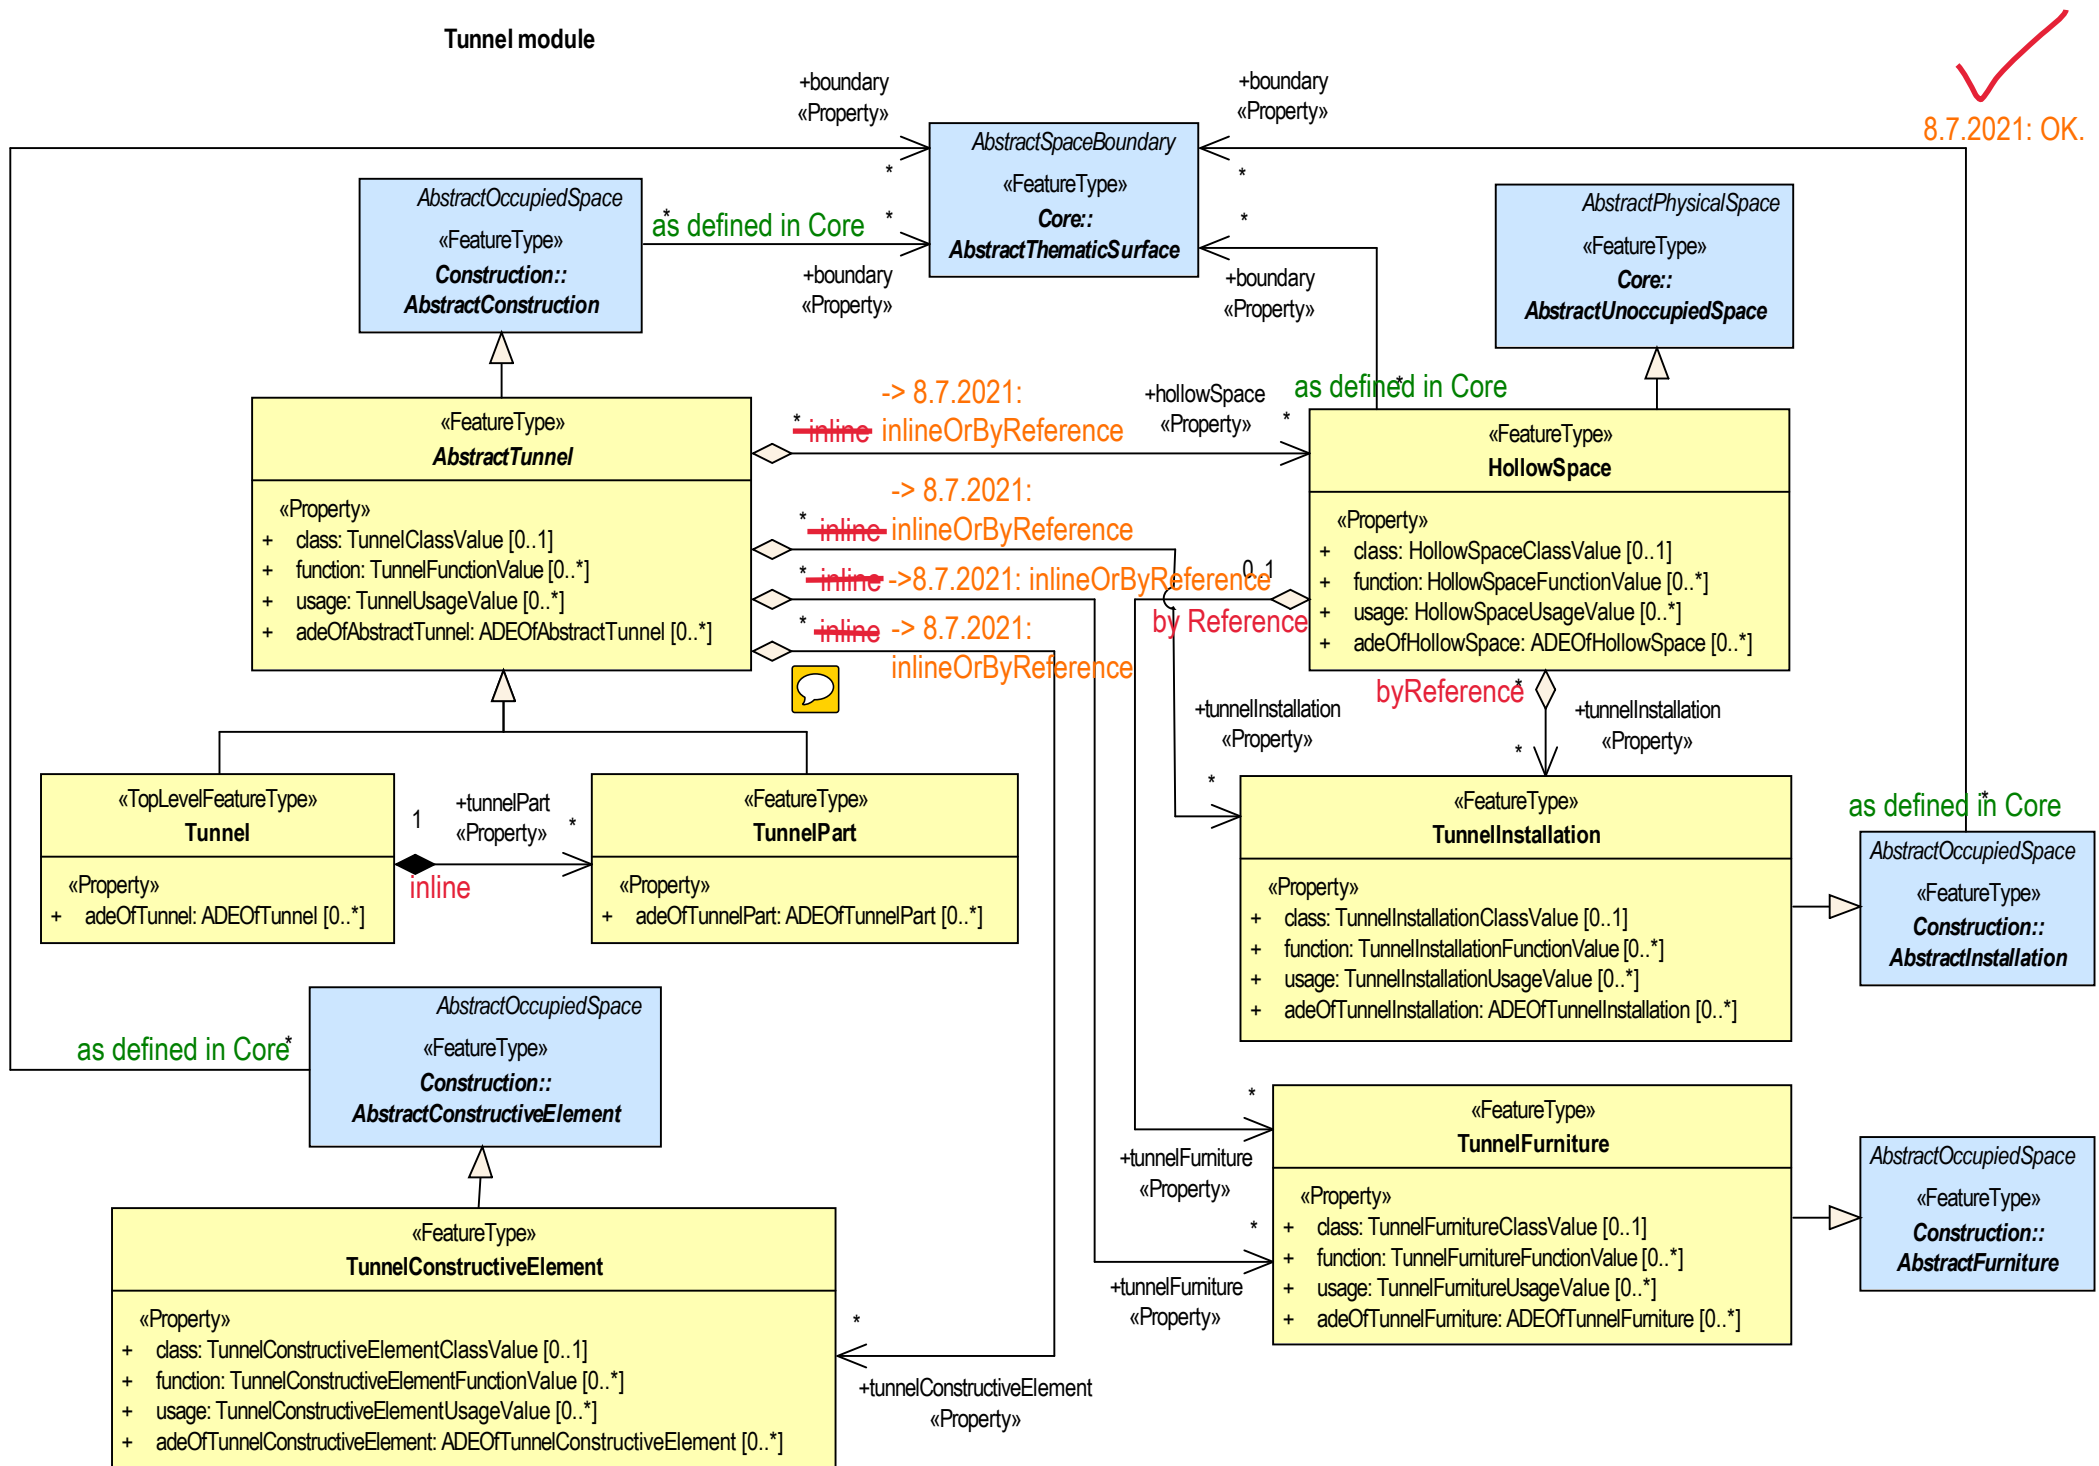 Tunnel module
8.7.2021: OK.
+boundary
«Property»
*
+boundary
«Property»
*
AbstractSpaceBoundary
«FeatureType»
Core::
AbstractThematicSurface
AbstractOccupiedSpace
«FeatureType»
Construction::
AbstractConstruction
*
as defined in Core
*
+boundary
«Property»
*
+boundary
«Property»
AbstractPhysicalSpace
«FeatureType»
Core::
AbstractUnoccupiedSpace
as defined in Core
*
«FeatureType»
AbstractTunnel
«Property»
+ class: TunnelClassValue [0..1]
+ function: TunnelFunctionValue [0..*]
+ usage: TunnelUsageValue [0..*]
+ adeOfAbstractTunnel: ADEOfAbstractTunnel [0..*]
* inline
-> 8.7.2021:
inlineOrByReference
+hollowSpace
«Property»
*
* inline
-> 8.7.2021:
inlineOrByReference
* inline ->8.7.2021: inlineOrByReference
* inline
-> 8.7.2021:
inlineOrByReference
0..1
by Reference
«FeatureType»
HollowSpace
«Property»
+ class: HollowSpaceClassValue [0..1]
+ function: HollowSpaceFunctionValue [0..*]
+ usage: HollowSpaceUsageValue [0..*]
+ adeOfHollowSpace: ADEOfHollowSpace [0..*]
byReference
*
+tunnelInstallation
«Property»
*
+tunnelInstallation
«Property»
*
«TopLevelFeatureType»
Tunnel
«Property»
+ adeOfTunnel: ADEOfTunnel [0..*]
1
+tunnelPart
«Property»
*
inline
«FeatureType»
TunnelPart
«Property»
+ adeOfTunnelPart: ADEOfTunnelPart [0..*]
«FeatureType»
TunnelInstallation
«Property»
+ class: TunnelInstallationClassValue [0..1]
+ function: TunnelInstallationFunctionValue [0..*]
+ usage: TunnelInstallationUsageValue [0..*]
+ adeOfTunnelInstallation: ADEOfTunnelInstallation [0..*]
as defined in Core
*
AbstractOccupiedSpace
«FeatureType»
Construction::
AbstractInstallation
as defined in Core
*
AbstractOccupiedSpace
«FeatureType»
Construction::
AbstractConstructiveElement
*
+tunnelFurniture
«Property»
*
+tunnelFurniture
«Property»
«FeatureType»
TunnelFurniture
«Property»
+ class: TunnelFurnitureClassValue [0..1]
+ function: TunnelFurnitureFunctionValue [0..*]
+ usage: TunnelFurnitureUsageValue [0..*]
+ adeOfTunnelFurniture: ADEOfTunnelFurniture [0..*]
AbstractOccupiedSpace
«FeatureType»
Construction::
AbstractFurniture
«FeatureType»
TunnelConstructiveElement
«Property»
+ class: TunnelConstructiveElementClassValue [0..1]
+ function: TunnelConstructiveElementFunctionValue [0..*]
+ usage: TunnelConstructiveElementUsageValue [0..*]
+ adeOfTunnelConstructiveElement: ADEOfTunnelConstructiveElement [0..*]
*
+tunnelConstructiveElement
«Property»